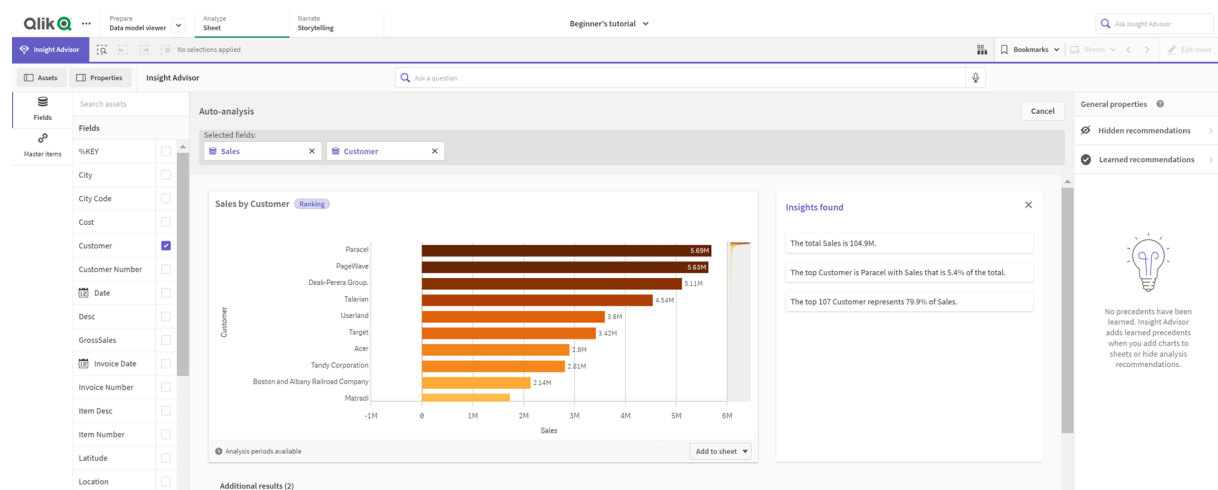 Qlik
Prepare
Data model viewer
Analyze
Sheet
Narrate
Storytelling
Beginner's tutorial
Ask Insight Advisor
Insight Advisor
No selections applied
Bookmarks
Sheets
Edit sheet
Assets
Properties
Insight Advisor
Ask a question
Fields
Master items
Search assets
Fields
%KEY
City
City Code
Cost
Customer
Customer Number
Date
Desc
GrossSales
Invoice Date
Invoice Number
Item Desc
Item Number
Latitude
Location
Auto-analysis
Cancel
Selected fields:
Sales
Customer
Sales by Customer
Ranking
Customer
Paracel
5.69M
PageWave
5.63M
Deak-Perera Group.
5.11M
Talarian
4.54M
Userland
3.6M
Target
3.42M
Acer
2.9M
Tandy Corporation
2.81M
Boston and Albany Railroad Company
2.14M
Matradi
-1M 0 1M 2M 3M 4M 5M 6M
Sales
Analysis periods available
Add to sheet
Additional results (2)
Insights found
The total Sales is 104.9M.
The top Customer is Paracel with Sales that is 5.4% of the total.
The top 107 Customer represents 79.9% of Sales.
General properties
Hidden recommendations
Learned recommendations
No precedents have been
learned. Insight Advisor
adds learned precedents
when you add charts to
sheets or hide analysis
recommendations.